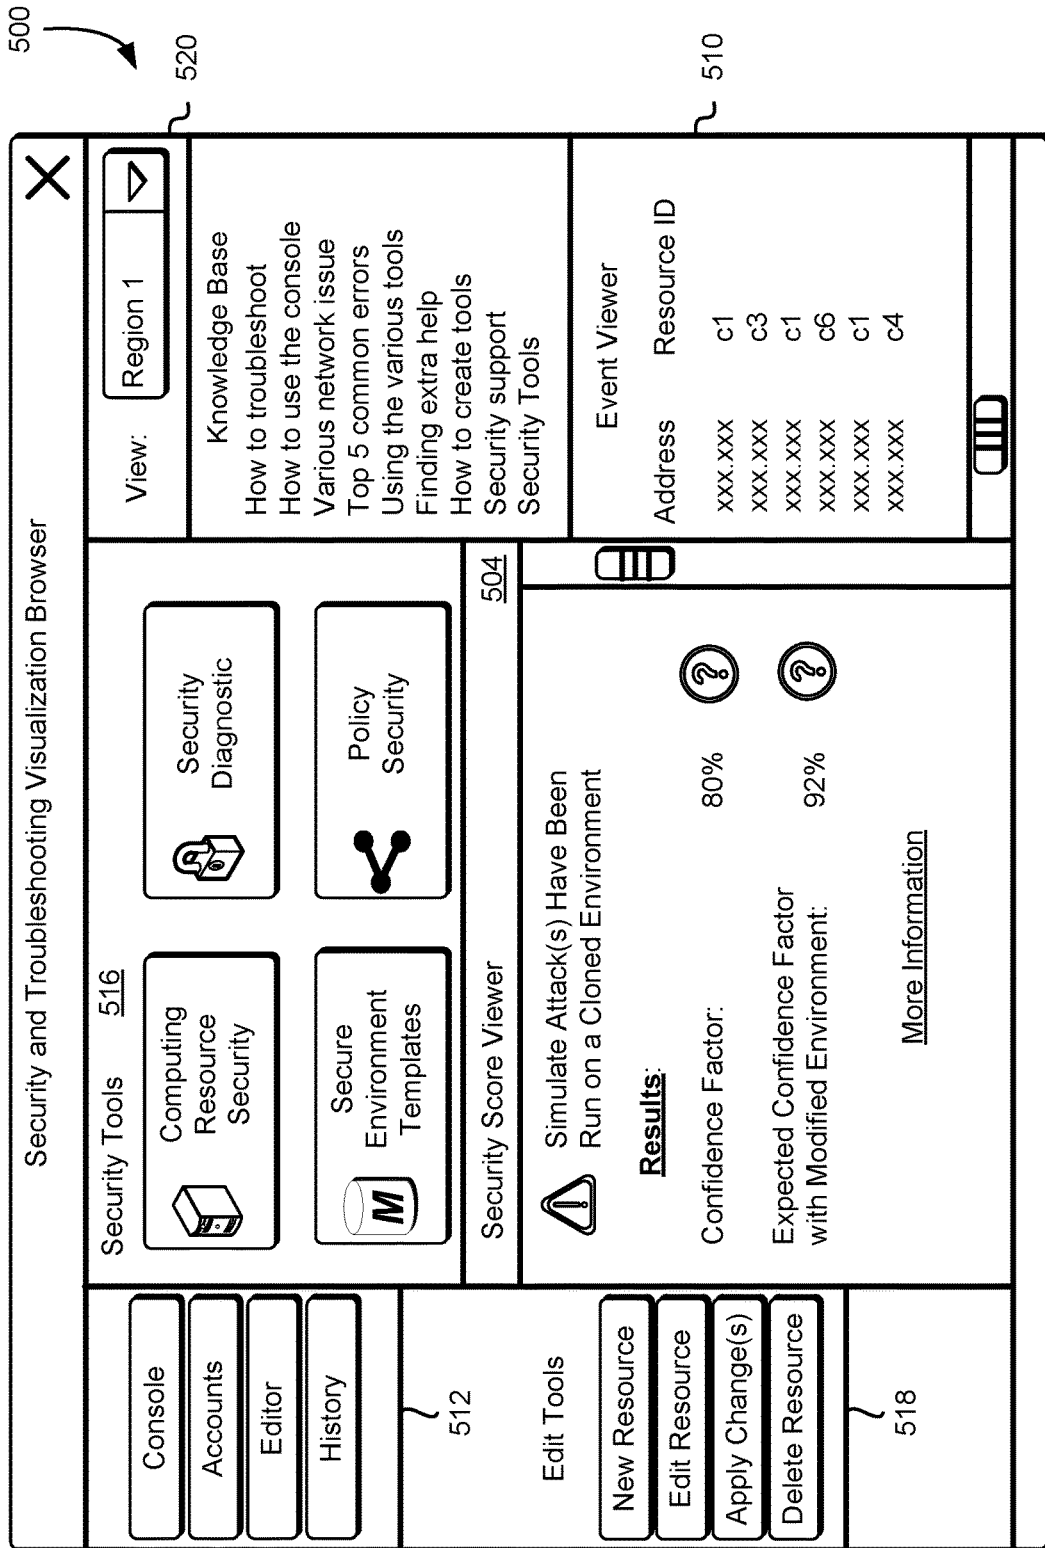 500
Security and Troubleshooting Visualization Browser
Console
Accounts
Editor
History
512
Edit Tools
New Resource
Edit Resource
Apply Change(s)
Delete Resource
518
Security Tools 516
Computing
Resource
Security
Security
Diagnostic
M
Secure
Environment
Templates
Policy
Security
Security Score Viewer 504
Simulate Attack(s) Have Been
Run on a Cloned Environment
Results:
Confidence Factor: 80% ?
Expected Confidence Factor
with Modified Environment: 92% ?
More Information
View: Region 1
520
Knowledge Base
How to troubleshoot
How to use the console
Various network issue
Top 5 common errors
Using the various tools
Finding extra help
How to create tools
Security support
Security Tools
Event Viewer
510
Address Resource ID
xxx.xxx c1
xxx.xxx c3
xxx.xxx c1
xxx.xxx c6
xxx.xxx c1
xxx.xxx c4